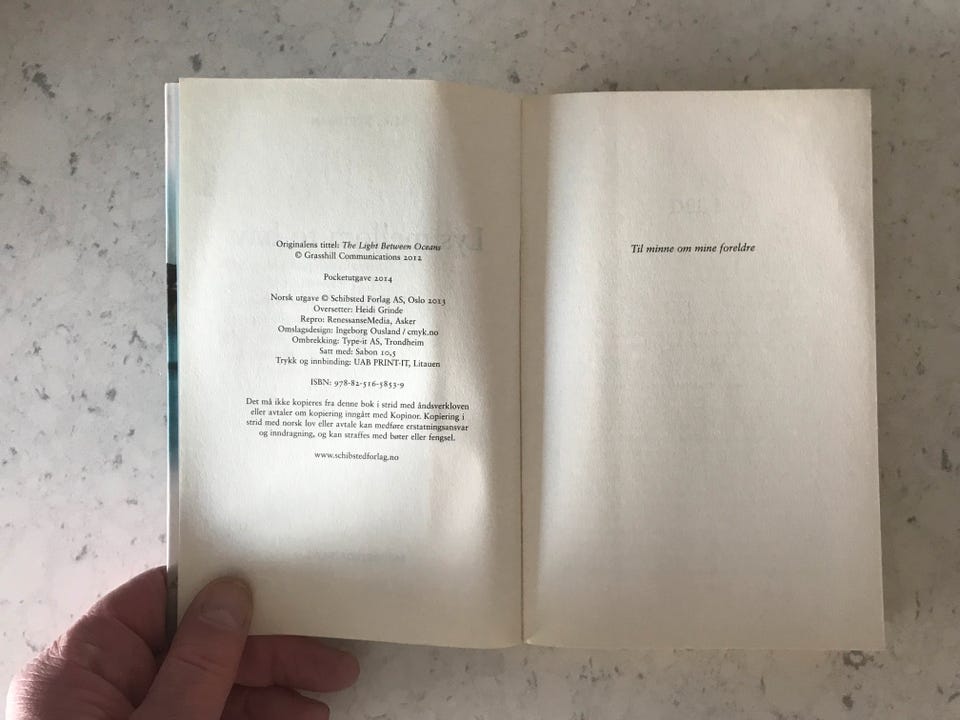 Originalens tittel: The Light Between Oceans
© Grasshill Communications 2012
Pocketutgave 2014
Norsk utgave © Schibsted Forlag AS, Oslo 2013
Oversetter: Heidi Grinde
Repro: RenessanseMedia, Asker
Omslagsdesign: Ingeborg Ousland / cmyk.no
Ombrekking: Type-it AS, Trondheim
Satt med: Sabon 10,5
Trykk og innbinding: UAB PRINT-IT, Litauen
ISBN: 978-82-516-5853-9
Det må ikke kopieres fra denne bok i strid med åndsverkloven
eller avtaler om kopiering inngått med Kopinor. Kopiering i
strid med norsk lov eller avtale kan medføre erstatningsansvar
og inndragning, og kan straffes med bøter eller fengsel.
www.schibstedforlag.no
Til minne om mine foreldre